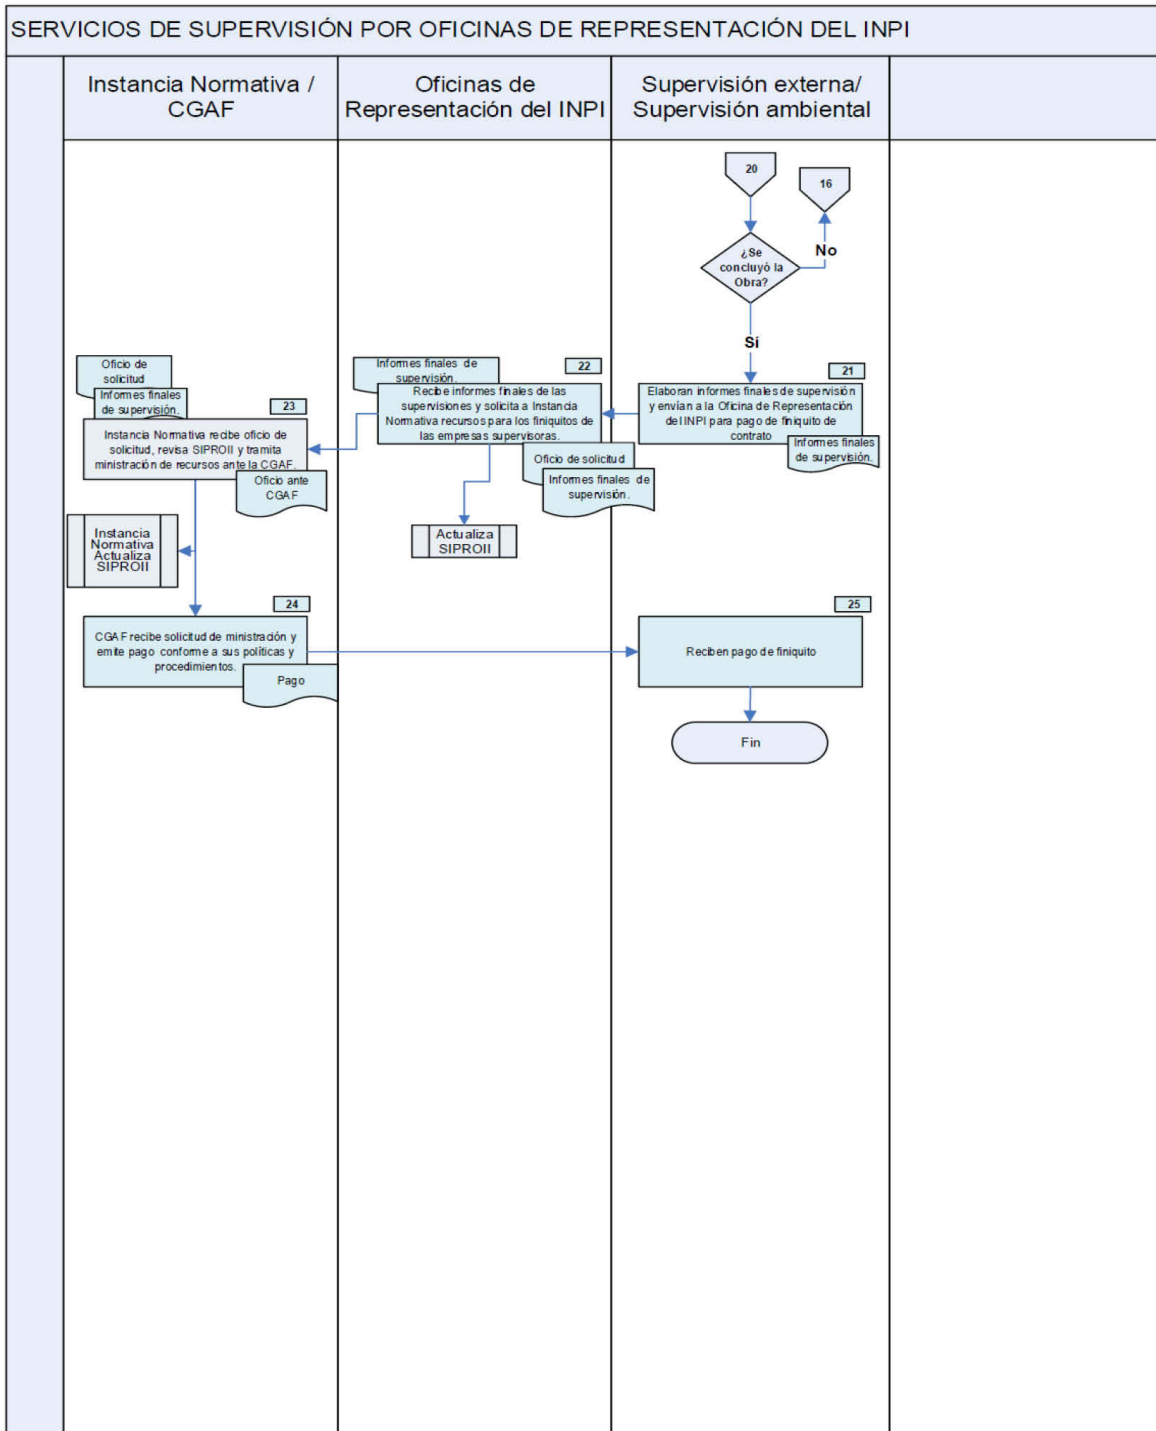 SERVICIOS DE SUPERVISIÓN POR OFICINAS DE REPRESENTACIÓN DEL INPI
Instancia Normativa /
CGAF
Oficinas de
Representación del INPI
Supervisión externa/
Supervisión ambiental
20
16
¿Se
concluyó la
Obra?
No
Sí
21
Elaboran informes finales de supervisión
y envían a la Oficina de Representación
del INPI para pago de finiquito de
contrato
Informes finales
de supervisión.
Informes finales de
supervisión.
22
Recibe informes finales de las
supervisiones y solicita a Instancia
Normativa recursos para los finiquitos de
las empresas supervisoras.
Oficio de solicitud
Informes finales de
supervisión.
Actualiza
SIPROII
Oficio de
solicitud
Informes finales
de supervisión.
23
Instancia Normativa recibe oficio de
solicitud, revisa SIPROII y tramita
ministración de recursos ante la CGAF.
Oficio ante
CGAF
Instancia
Normativa
Actualiza
SIPROII
24
CGAF recibe solicitud de ministración y
emite pago conforme a sus políticas y
procedimientos.
Pago
25
Reciben pago de finiquito
Fin